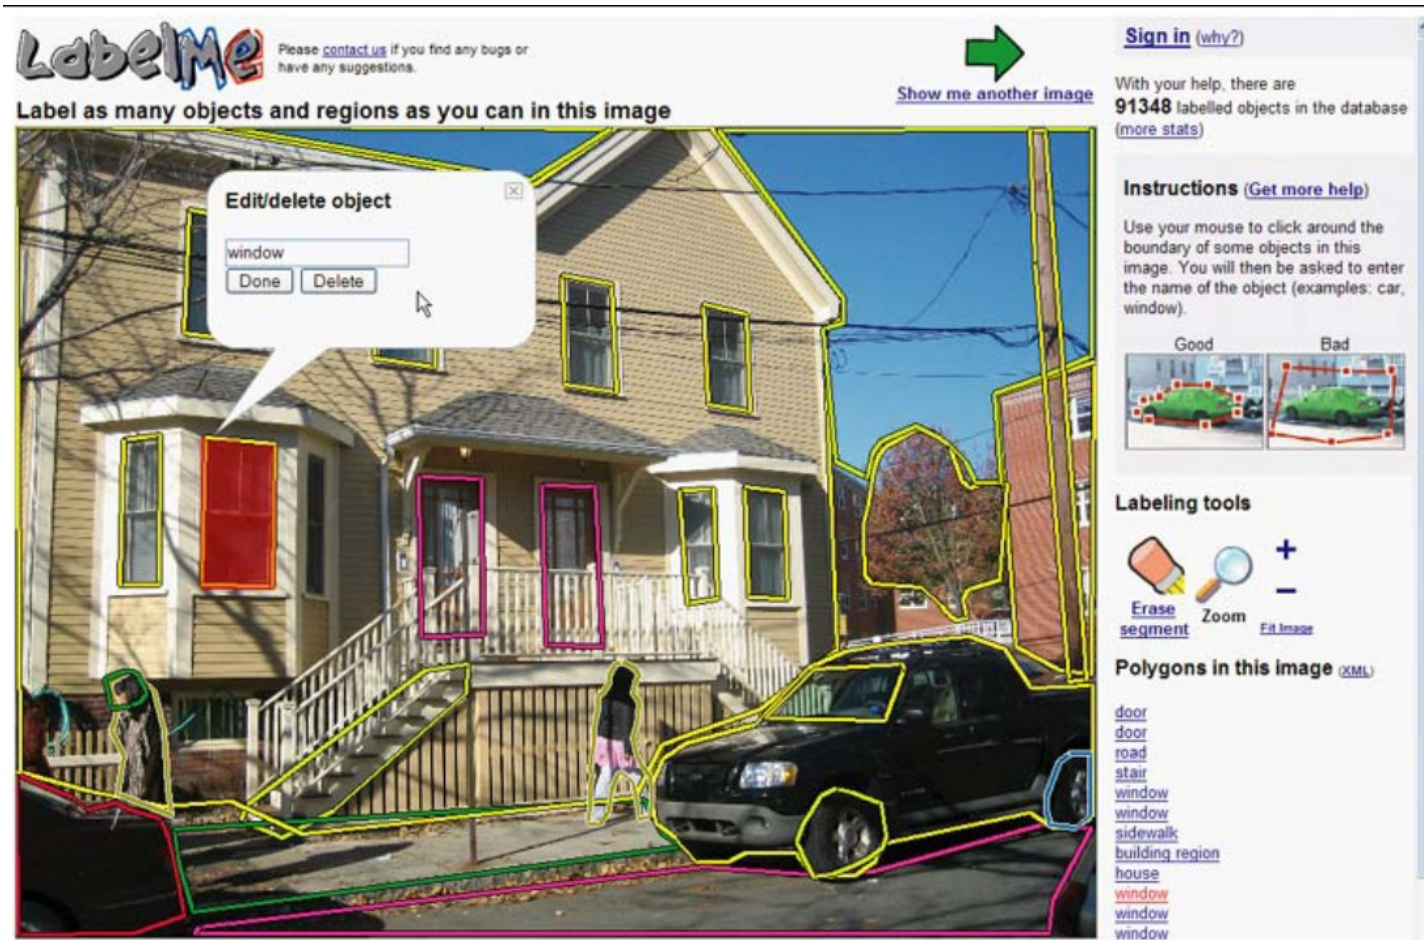 LabelMe
Please contact us if you find any bugs or
have any suggestions.
Show me another image
Label as many objects and regions as you can in this image
Edit/delete object
window
Done Delete
Sign in (why?)
With your help, there are
91348 labelled objects in the database
(more stats)
Instructions (Get more help)
Use your mouse to click around the
boundary of some objects in this
image. You will then be asked to enter
the name of the object (examples: car,
window).
Good Bad
Labeling tools
Erase
segment
Zoom
+
−
Fit Image
Polygons in this image (XML)
door
door
road
stair
window
window
sidewalk
building region
house
window
window
window